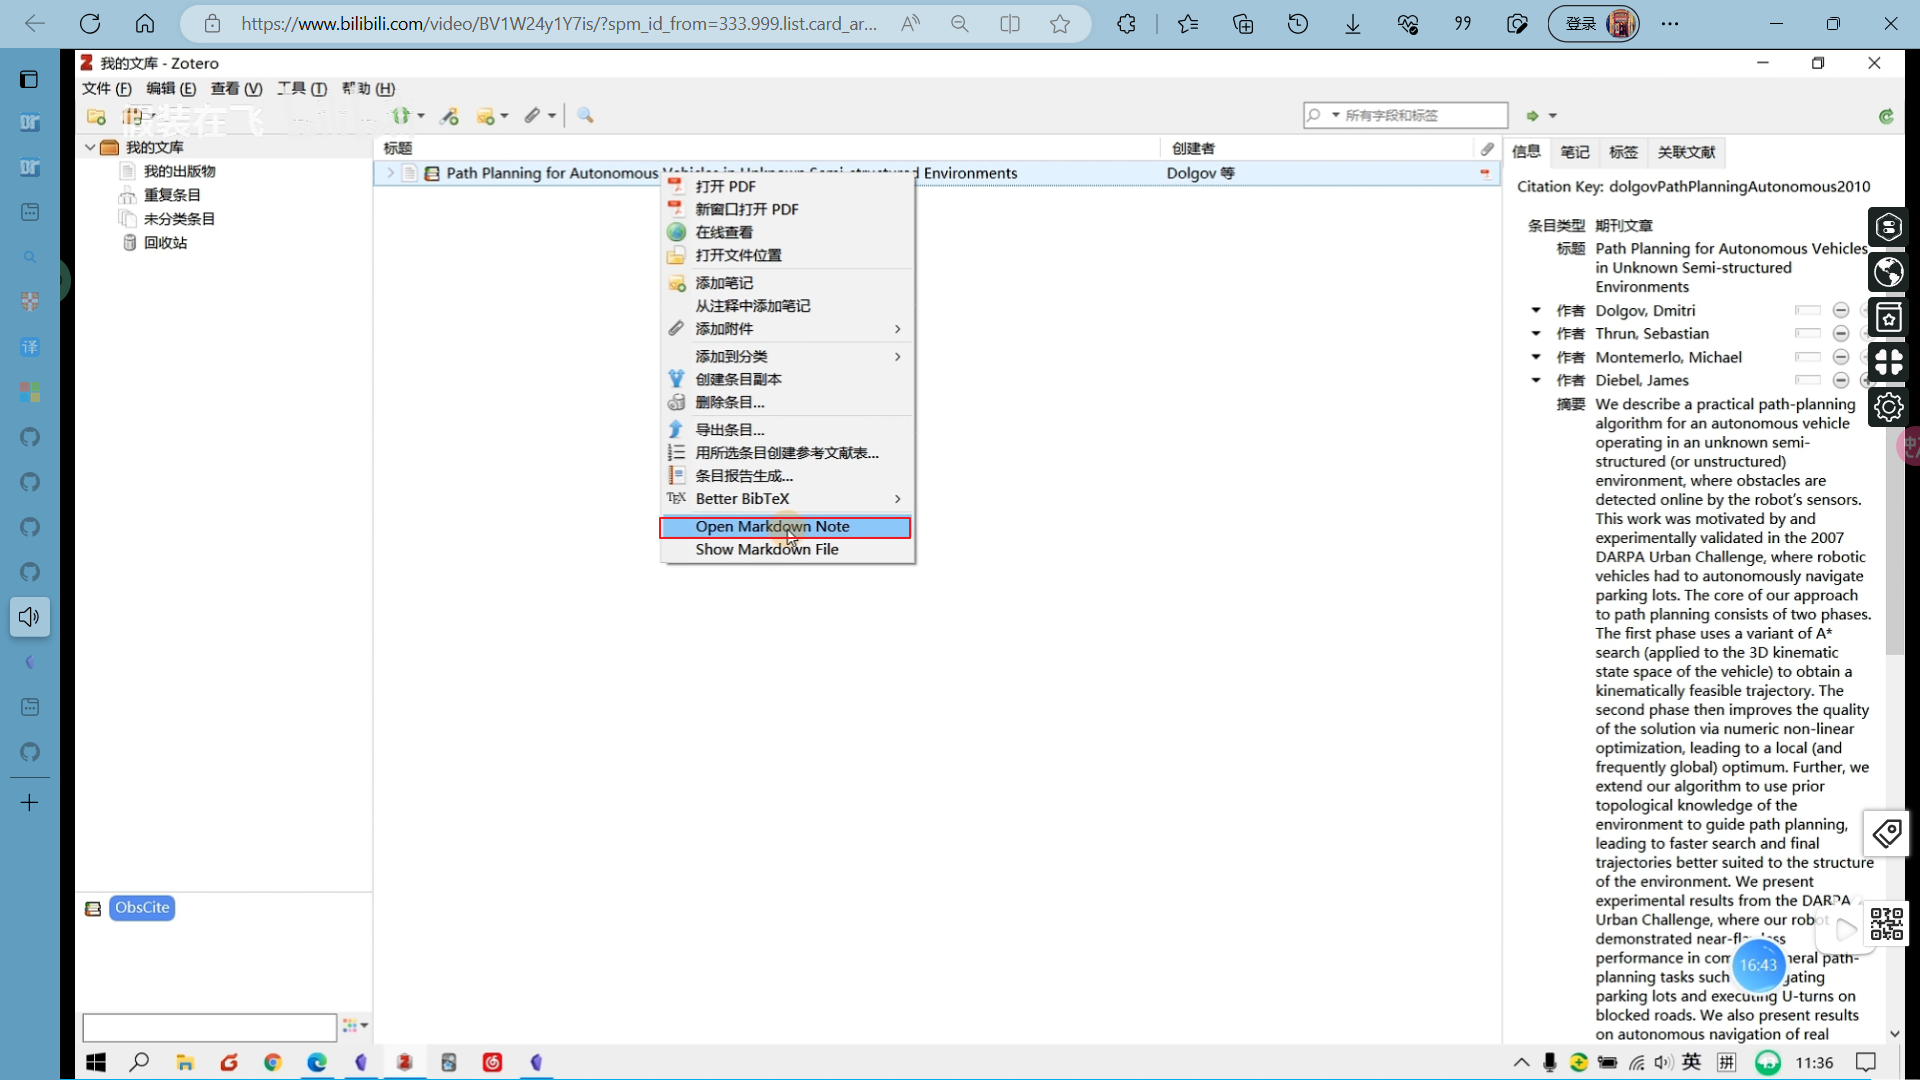 https://www.bilibili.com/video/BV1W24y1Y7is/?spm_id_from=333.999.list.card_ar...
登录
我的文库 - Zotero
文件 (F) 编辑 (E) 查看 (V) 工具 (T) 帮助 (H)
假装在飞
所有字段和标签
我的文库
我的出版物
重复条目
未分类条目
回收站
标题 创建者
Path Planning for Autonomous Vehicles in Unknown Semi-structured Environments Dolgov 等
打开 PDF
新窗口打开 PDF
在线查看
打开文件位置
添加笔记
从注释中添加笔记
添加附件
添加到分类
创建条目副本
删除条目...
导出条目...
用所选条目创建参考文献表...
条目报告生成...
TEX Better BibTeX
Open Markdown Note
Show Markdown File
信息 笔记 标签 关联文献
Citation Key: dolgovPathPlanningAutonomous2010
条目类型 期刊文章
标题 Path Planning for Autonomous Vehicles
in Unknown Semi-structured
Environments
作者 Dolgov, Dmitri
作者 Thrun, Sebastian
作者 Montemerlo, Michael
作者 Diebel, James
摘要 We describe a practical path-planning
algorithm for an autonomous vehicle
operating in an unknown semi-
structured (or unstructured)
environment, where obstacles are
detected online by the robot's sensors.
This work was motivated by and
experimentally validated in the 2007
DARPA Urban Challenge, where robotic
vehicles had to autonomously navigate
parking lots. The core of our approach
to path planning consists of two phases.
The first phase uses a variant of A*
search (applied to the 3D kinematic
state space of the vehicle) to obtain a
kinematically feasible trajectory. The
second phase then improves the quality
of the solution via numeric non-linear
optimization, leading to a local (and
frequently global) optimum. Further, we
extend our algorithm to use prior
topological knowledge of the
environment to guide path planning,
leading to faster search and final
trajectories better suited to the structure
of the environment. We present
experimental results from the DARPA
Urban Challenge, where our robot
demonstrated near-flawless
performance in com neral path-
planning tasks such gating
parking lots and executing U-turns on
blocked roads. We also present results
on autonomous navigation of real
16:43
ObsCite
译
英 拼 11:36